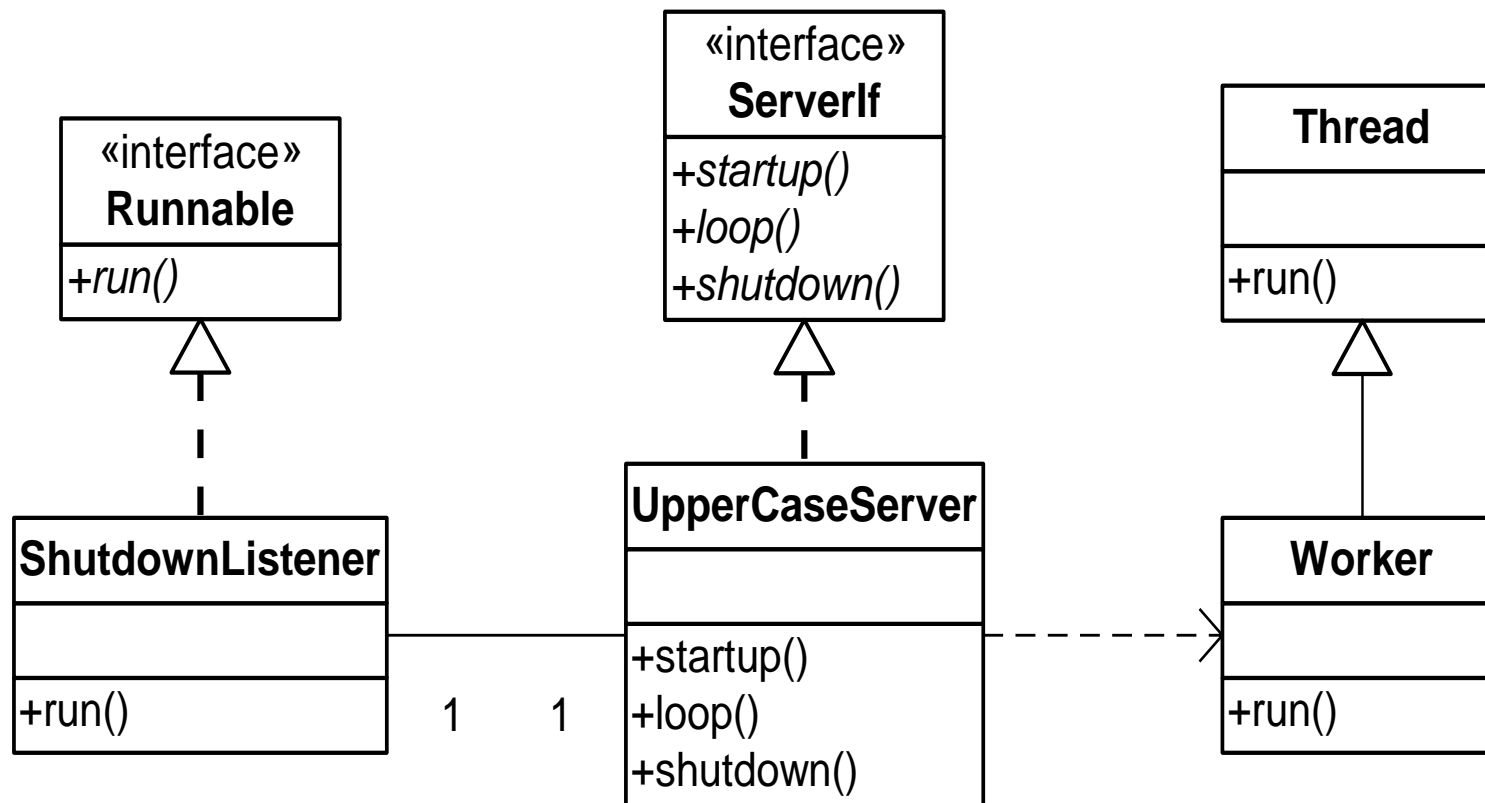 «interface»
Runnable
+run()
«interface»
ServerIf
+startup()
+loop()
+shutdown()
Thread
+run()
ShutdownListener
+run()
1 1
UpperCaseServer
+startup()
+loop()
+shutdown()
Worker
+run()